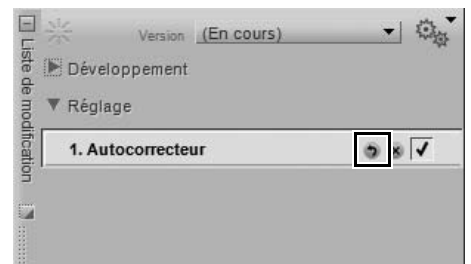 Liste de modification
Version (En cours)
Développement
Réglage
1. Autocorrecteur